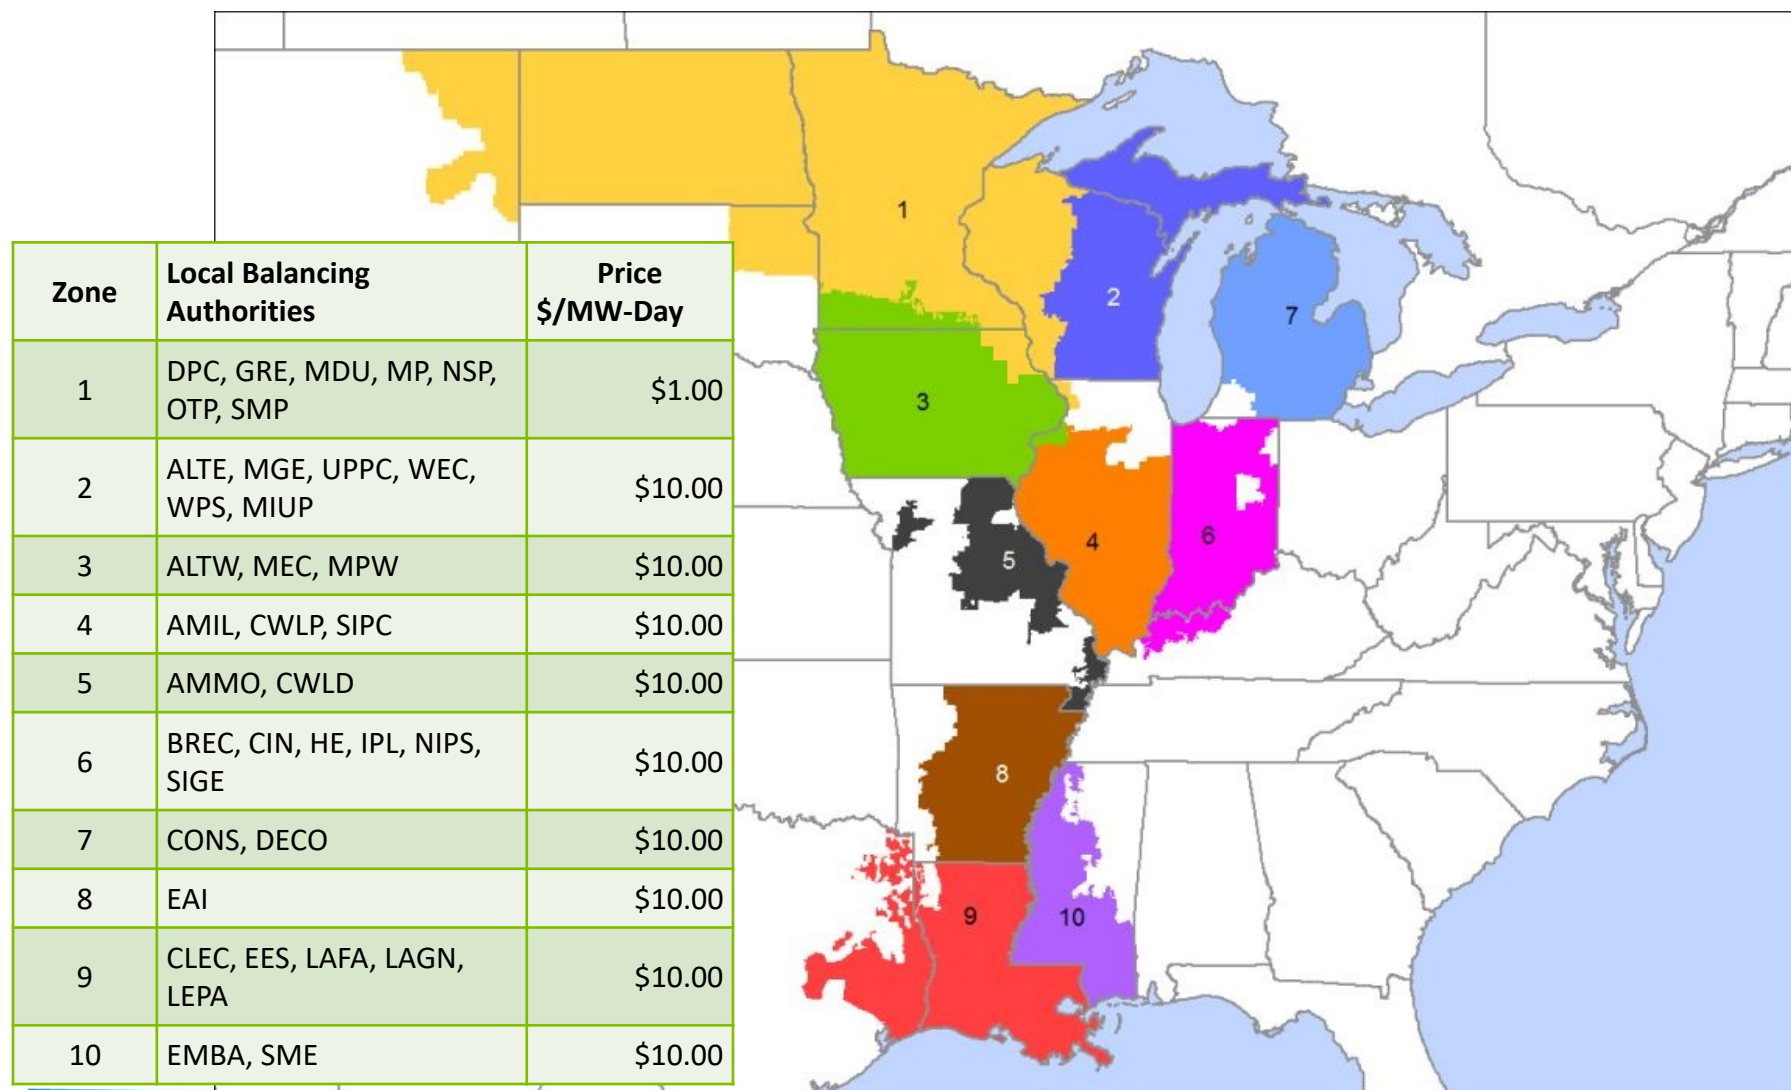 Zone
Local Balancing
Authorities
Price
$/MW-Day
1
DPC, GRE, MDU, MP, NSP,
OTP, SMP
$1.00
2
ALTE, MGE, UPPC, WEC,
WPS, MIUP
$10.00
3
ALTW, MEC, MPW
$10.00
4
AMIL, CWLP, SIPC
$10.00
5
AMMO, CWLD
$10.00
6
BREC, CIN, HE, IPL, NIPS,
SIGE
$10.00
7
CONS, DECO
$10.00
8
EAI
$10.00
9
CLEC, EES, LAFA, LAGN,
LEPA
$10.00
10
EMBA, SME
$10.00
1
2
7
3
4
6
5
8
9
10